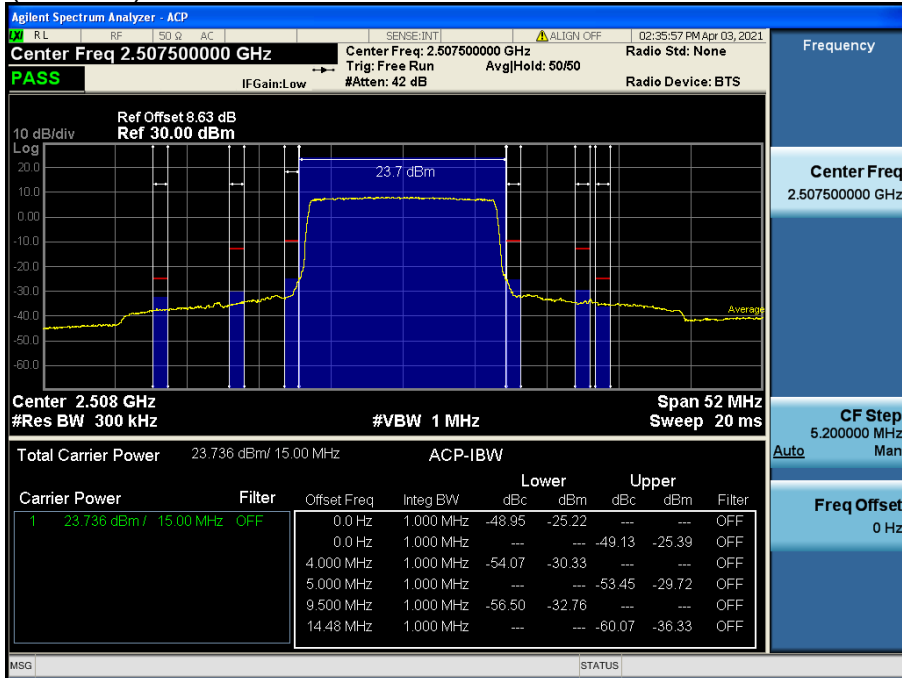 Agilent Spectrum Analyzer - ACP
LXI RL RF 50 Ω AC SENSE:INT ALIGN OFF 02:35:57 PM Apr 03, 2021
Center Freq 2.507500000 GHz
Center Freq: 2.507500000 GHz
Radio Std: None
Trig: Free Run Avg|Hold: 50/50
PASS
IFGain:Low
#Atten: 42 dB
Radio Device: BTS
Frequency
Ref Offset 8.63 dB
10 dB/div Ref 30.00 dBm
Log
20.0
10.0
0.00
-10.0
-20.0
-30.0
-40.0
-50.0
-60.0
23.7 dBm
Average
Center Freq
2.507500000 GHz
Center 2.508 GHz Span 52 MHz
#Res BW 300 kHz #VBW 1 MHz Sweep 20 ms
CF Step
5.200000 MHz
Auto Man
Total Carrier Power 23.736 dBm/ 15.00 MHz ACP-IBW
Lower Upper
Carrier Power Filter Offset Freq Integ BW dBc dBm dBc dBm Filter
1 23.736 dBm / 15.00 MHz OFF 0.0 Hz 1.000 MHz -48.95 -25.22 --- --- OFF
0.0 Hz 1.000 MHz --- --- -49.13 -25.39 OFF
4.000 MHz 1.000 MHz -54.07 -30.33 --- --- OFF
5.000 MHz 1.000 MHz --- --- -53.45 -29.72 OFF
9.500 MHz 1.000 MHz -56.50 -32.76 --- --- OFF
14.48 MHz 1.000 MHz --- --- -60.07 -36.33 OFF
Freq Offset
0 Hz
MSG STATUS